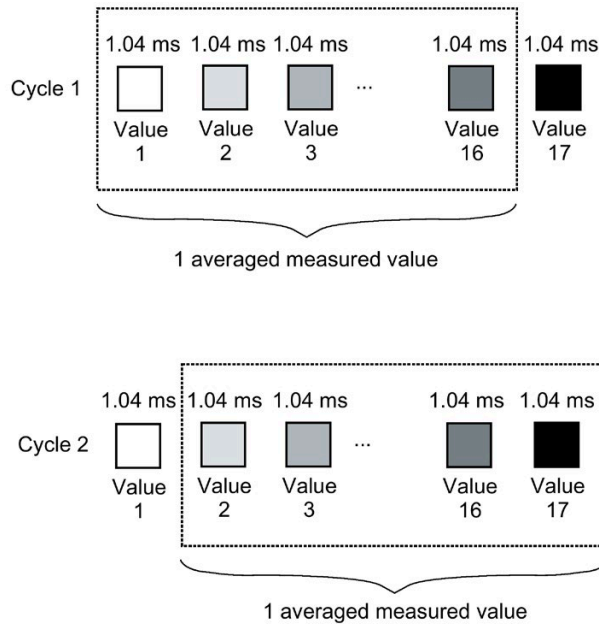 1.04 ms 1.04 ms 1.04 ms 1.04 ms 1.04 ms
Cycle 1 ...
Value Value Value Value Value
1 2 3 16 17
1 averaged measured value
1.04 ms 1.04 ms 1.04 ms 1.04 ms 1.04 ms
Cycle 2 ...
Value Value Value Value Value
1 2 3 16 17
1 averaged measured value